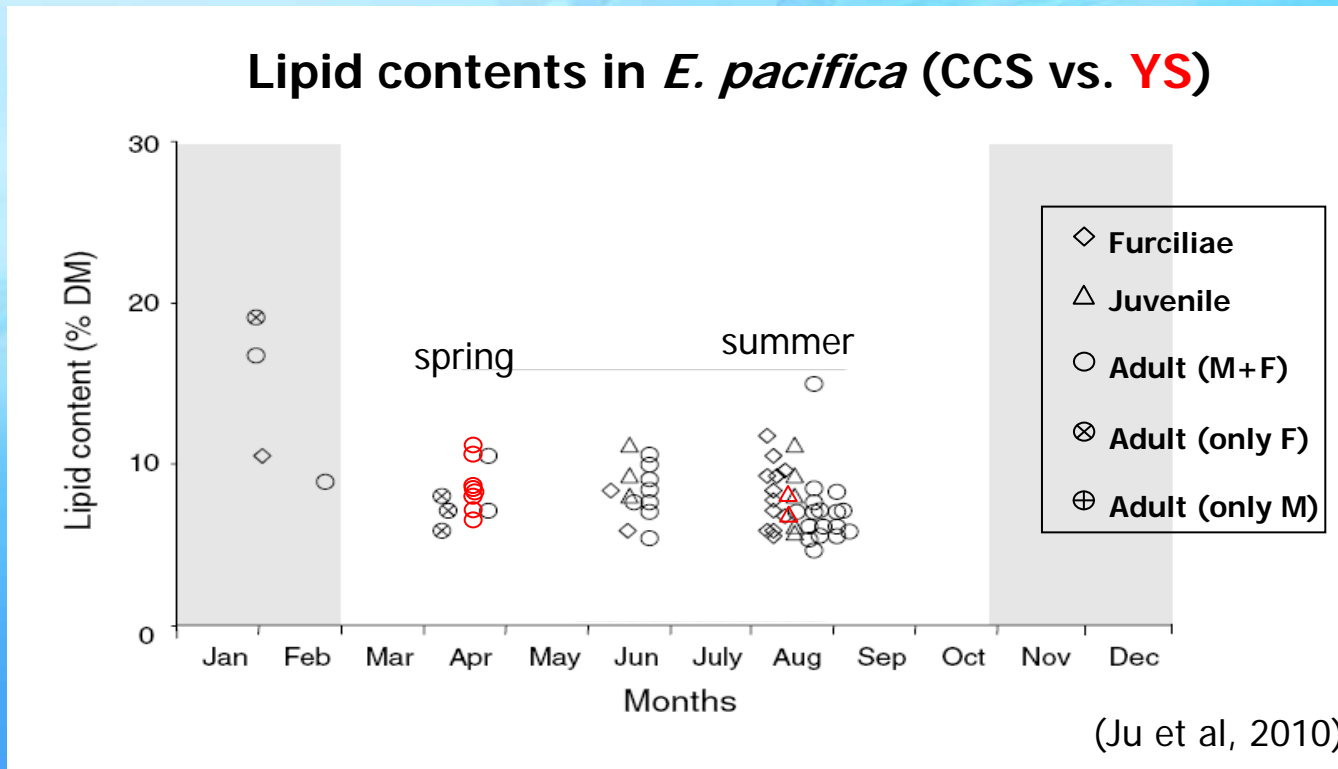 Lipid contents in E. pacifica (CCS vs. YS)
30
20
10
0
Lipid content (% DM)
spring
summer
Furciliae
Juvenile
Adult (M+F)
Adult (only F)
Adult (only M)
Jan Feb Mar Apr May Jun July Aug Sep Oct Nov Dec
Months
(Ju et al, 2010)